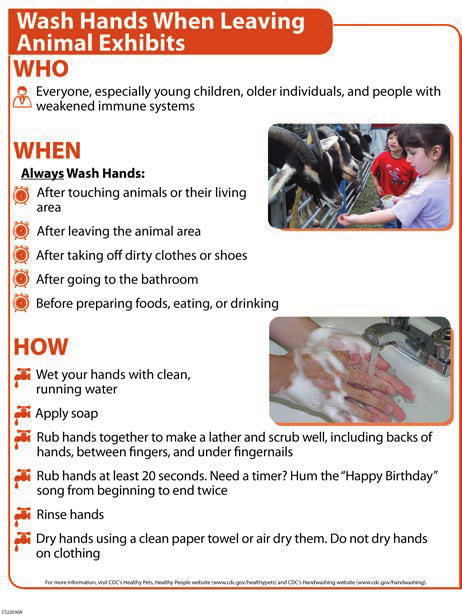 Wash Hands When Leaving
Animal Exhibits
WHO
Everyone, especially young children, older individuals, and people with
weakened immune systems
WHEN
Always Wash Hands:
After touching animals or their living
area
After leaving the animal area
After taking off dirty clothes or shoes
After going to the bathroom
Before preparing foods, eating, or drinking
HOW
Wet your hands with clean,
running water
Apply soap
Rub hands together to make a lather and scrub well, including backs of
hands, between fingers, and under fingernails
Rub hands at least 20 seconds. Need a timer? Hum the “Happy Birthday”
song from beginning to end twice
Rinse hands
Dry hands using a clean paper towel or air dry them. Do not dry hands
on clothing
For more information, visit CDC's Healthy Pets, Healthy People website (www.cdc.gov/healthypets) and CDC's Handwashing website (www.cdc.gov/handwashing).
CS223030A